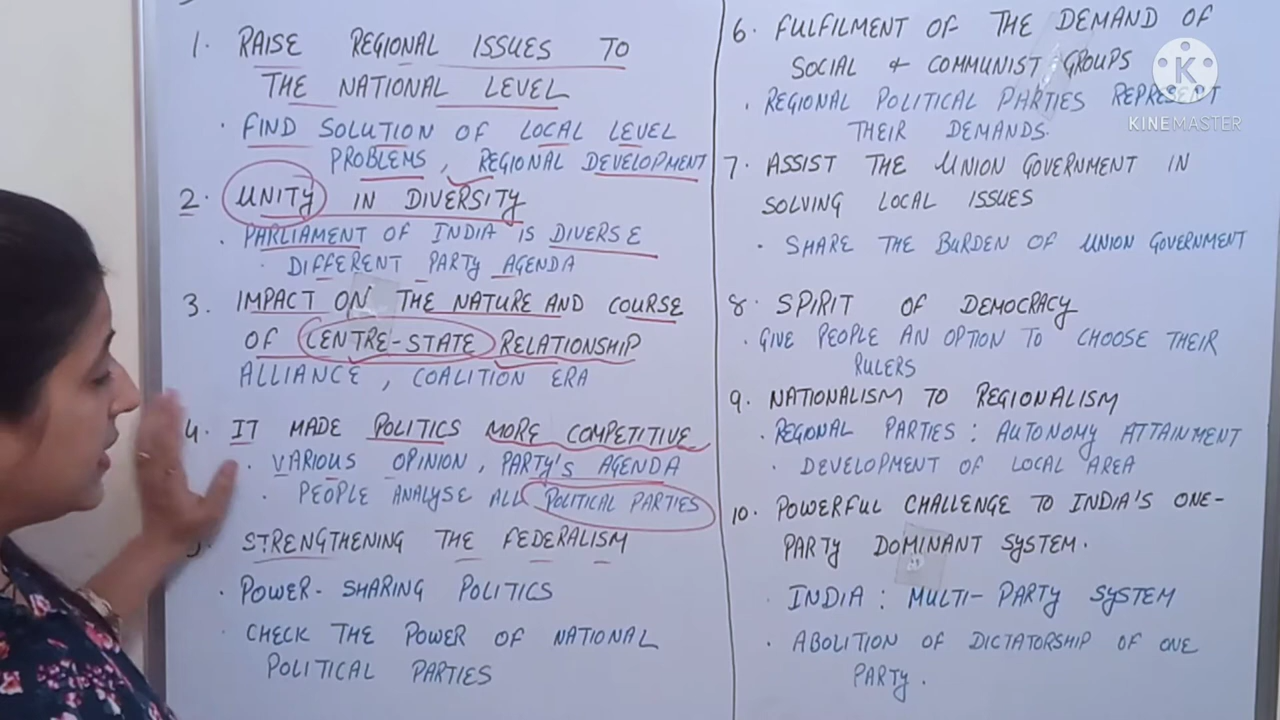 1. RAISE REGIONAL ISSUES TO
THE NATIONAL LEVEL
· FIND SOLUTION OF LOCAL LEVEL
PROBLEMS, REGIONAL DEVELOPMENT
2. UNITY IN DIVERSITY
· PARLIAMENT OF INDIA IS DIVERSE
· DIFFERENT PARTY AGENDA
3. IMPACT ON THE NATURE AND COURSE
OF CENTRE-STATE RELATIONSHIP
ALLIANCE, COALITION ERA
4. IT MADE POLITICS MORE COMPETITIVE
· VARIOUS OPINION, PARTY'S AGENDA
· PEOPLE ANALYSE ALL POLITICAL PARTIES
5. STRENGTHENING THE FEDERALISM
· POWER-SHARING POLITICS
· CHECK THE POWER OF NATIONAL
POLITICAL PARTIES
6. FULFILMENT OF THE DEMAND OF
SOCIAL & COMMUNIST GROUPS
· REGIONAL POLITICAL PARTIES REPRESENT
THEIR DEMANDS.
7. ASSIST THE UNION GOVERNMENT IN
SOLVING LOCAL ISSUES
· SHARE THE BURDEN OF UNION GOVERNMENT
8. SPIRIT OF DEMOCRACY
· GIVE PEOPLE AN OPTION TO CHOOSE THEIR
RULERS
9. NATIONALISM TO REGIONALISM
· REGIONAL PARTIES : AUTONOMY ATTAINMENT
· DEVELOPMENT OF LOCAL AREA
10. POWERFUL CHALLENGE TO INDIA'S ONE-
PARTY DOMINANT SYSTEM.
· INDIA : MULTI-PARTY SYSTEM
· ABOLITION OF DICTATORSHIP OF ONE
PARTY.
K
KINEMASTER